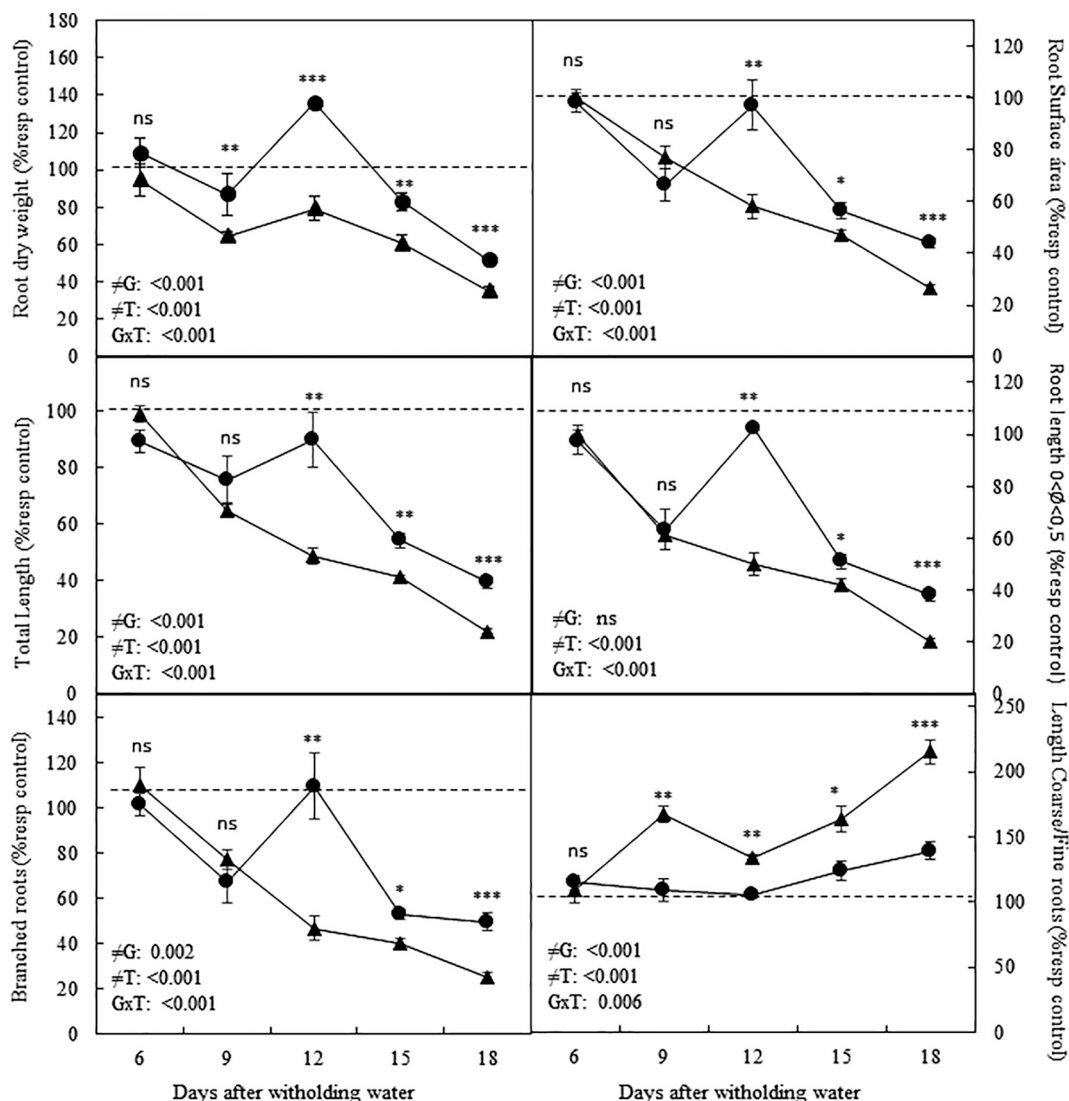 Root dry weight (%resp control)
180
160
140
120
100
80
60
40
20
0
ns
**
***
**
***
≠G: <0.001
≠T: <0.001
GxT: <0.001
Root Surface área (%resp control)
120
100
80
60
40
20
0
ns
ns
**
*
***
≠G: <0.001
≠T: <0.001
GxT: <0.001
Total Length (%resp control)
100
80
60
40
20
0
ns
ns
**
**
***
≠G: <0.001
≠T: <0.001
GxT: <0.001
Root length 0<Ø<0,5 (%resp control)
120
100
80
60
40
20
0
ns
ns
**
*
***
≠G: ns
≠T: <0.001
GxT: <0.001
Branched roots (%resp control)
140
120
100
80
60
40
20
0
ns
ns
**
*
***
≠G: 0.002
≠T: <0.001
GxT: <0.001
6
9
12
15
18
Days after witholding water
Length Coarse/Fine roots (%resp control)
250
200
150
100
50
0
ns
**
**
*
***
≠G: <0.001
≠T: <0.001
GxT: 0.006
6
9
12
15
18
Days after witholding water